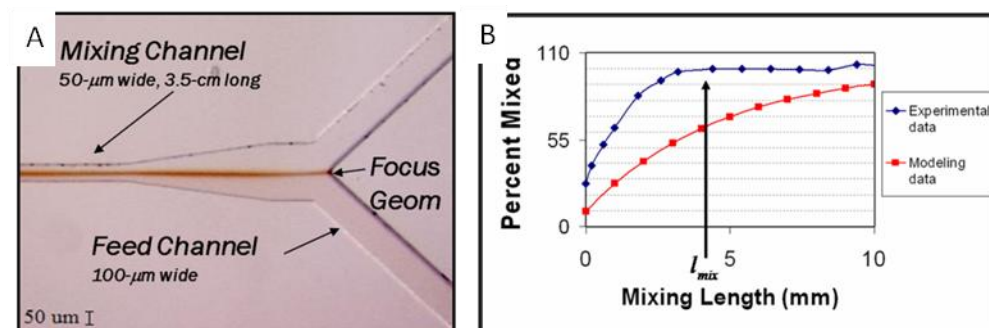 A
Mixing Channel
50-μm wide, 3.5-cm long
Focus
Geom
Feed Channel
100-μm wide
50 um
B
Percent Mixed
110
55
0
0
5
10
l_mix
Mixing Length (mm)
Experimental
data
Modeling
data